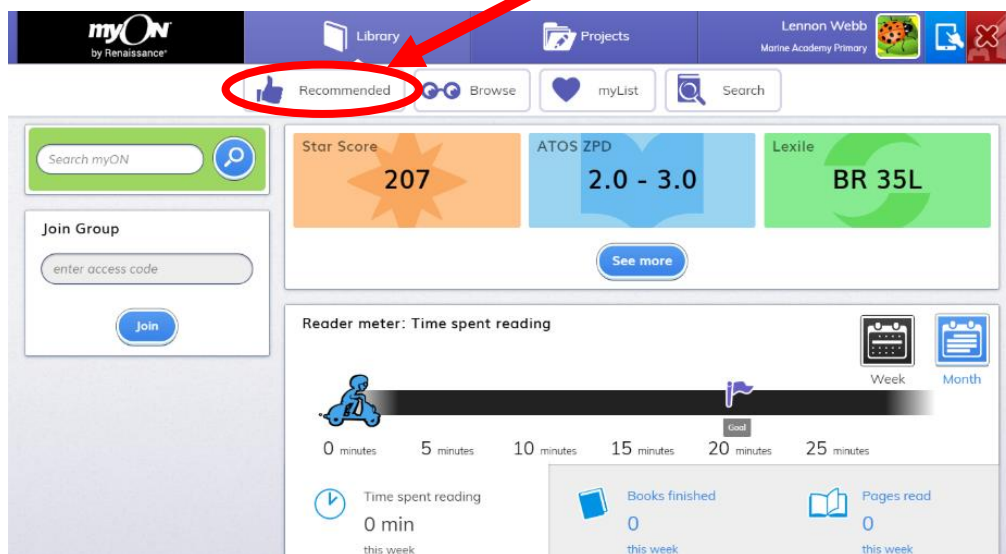 myON
by Renaissance®
Library
Projects
Lennon Webb
Marine Academy Primary
Recommended
Browse
myList
Search
Search myON
Join Group
enter access code
Join
Star Score
207
ATOS ZPD
2.0 - 3.0
Lexile
BR 35L
See more
Reader meter: Time spent reading
Week
Month
Goal
0 minutes 5 minutes 10 minutes 15 minutes 20 minutes 25 minutes
Time spent reading
0 min
this week
Books finished
0
this week
Pages read
0
this week